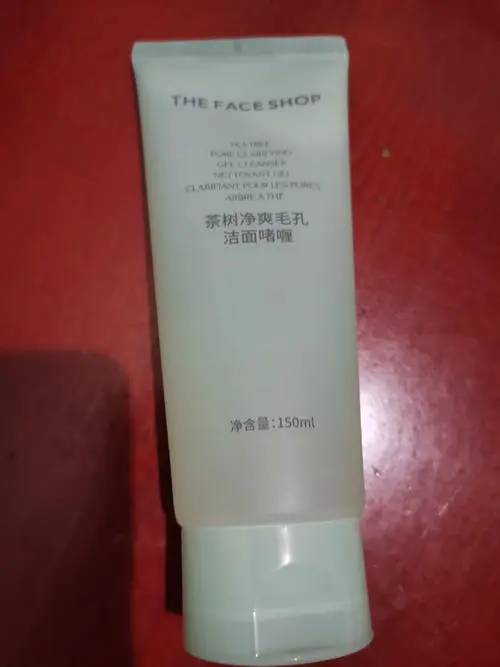 THE FACE SHOP
TEA TREE
PORE CLARIFYING
GEL CLEANSER
NETTOYANT GEL
CLARIFIANT POUR LES PORES
ARBRE A THE
茶树净爽毛孔
洁面啫喱
净含量:150ml